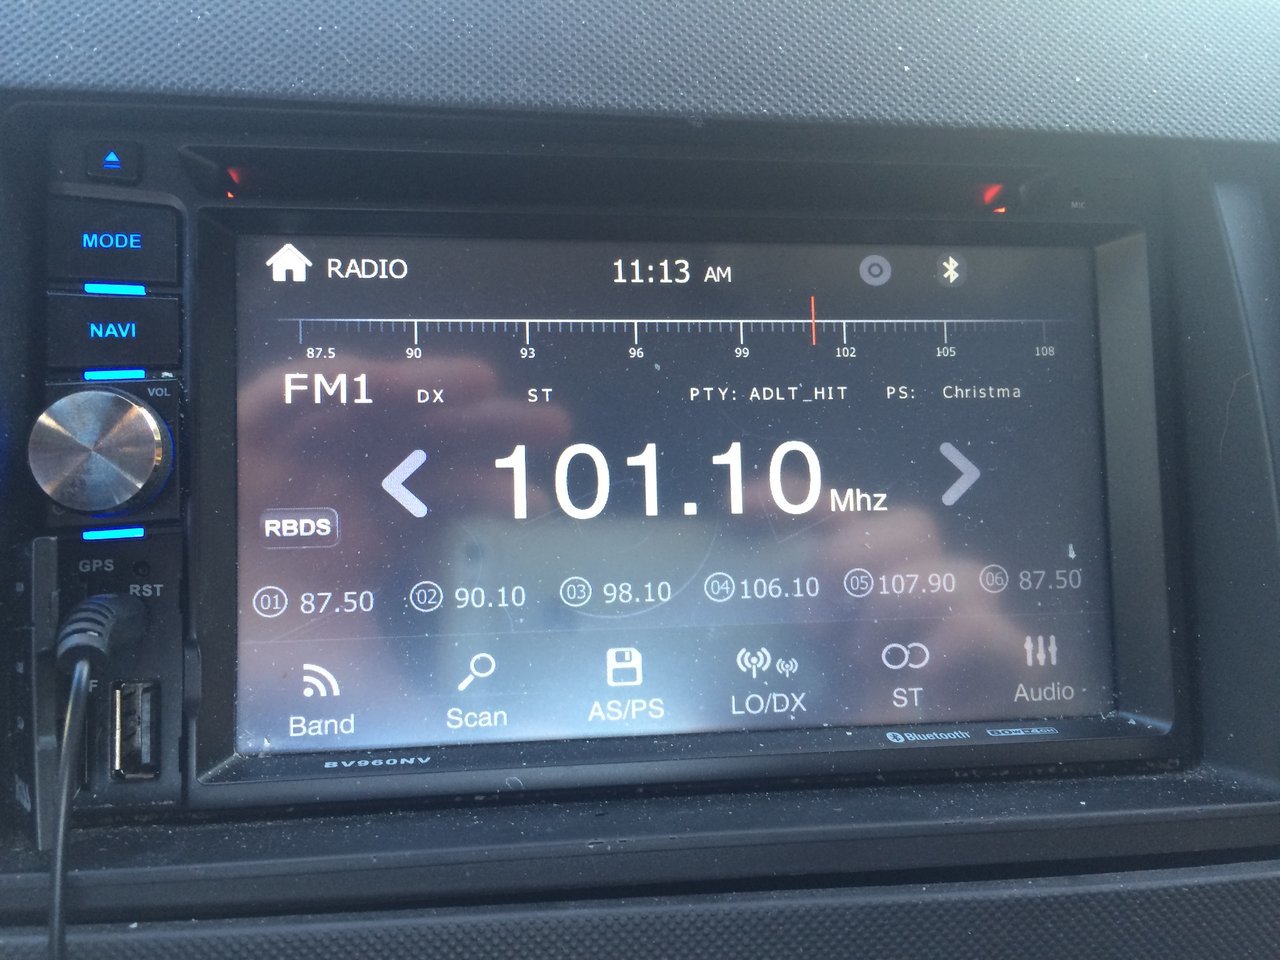 MIC
MODE
RADIO 11:13 AM
NAVI
87.5 90 93 96 99 102 105 108
VOL
FM1 DX ST PTY: ADLT_HIT PS: Christma
101.10 Mhz
RBDS
GPS
RST
01 87.50 02 90.10 03 98.10 04 106.10 05 107.90 06 87.50
Band Scan AS/PS LO/DX ST Audio
Bluetooth
BV960NV